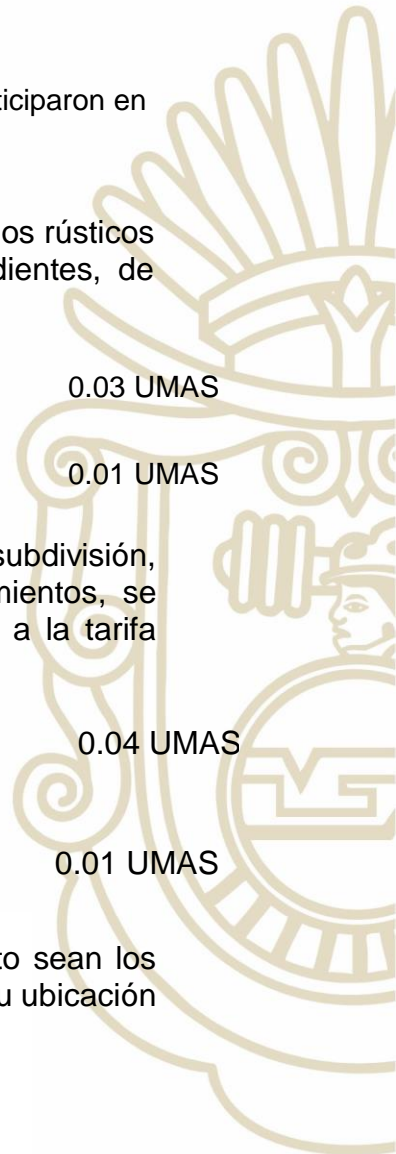 ticiparon en
os rústicos
dientes, de
0.03 UMAS
0.01 UMAS
subdivisión,
mientos, se
a la tarifa
0.04 UMAS
0.01 UMAS
to sean los
u ubicación